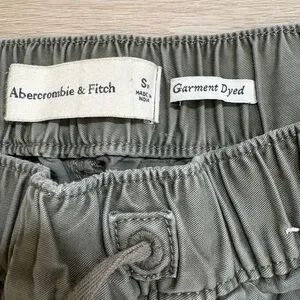 Abercrombie & Fitch
S
MADE IN
INDIA
Garment Dyed